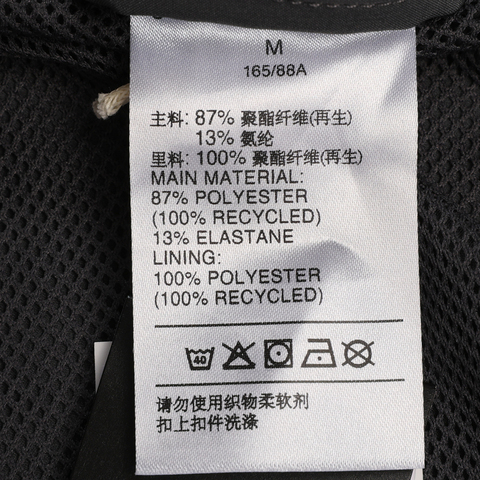 M
165/88A
主料: 87% 聚酯纤维(再生)
13% 氨纶
里料: 100% 聚酯纤维(再生)
MAIN MATERIAL:
87% POLYESTER
(100% RECYCLED)
13% ELASTANE
LINING:
100% POLYESTER
(100% RECYCLED)
40
请勿使用织物柔软剂
扣上扣件洗涤